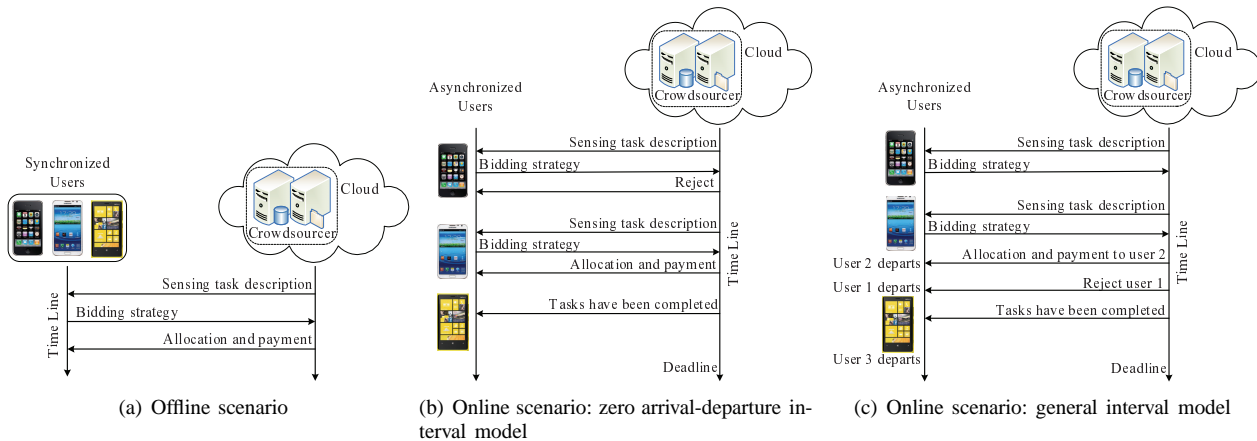 Synchronized
Users
Cloud
Crowdsourcer
Time Line
Sensing task description
Bidding strategy
Allocation and payment
(a) Offline scenario
Asynchronized
Users
Cloud
Crowdsourcer
Sensing task description
Bidding strategy
Reject
Sensing task description
Bidding strategy
Allocation and payment
Time Line
Tasks have been completed
Deadline
(b) Online scenario: zero arrival-departure in-
terval model
Asynchronized
Users
Cloud
Crowdsourcer
Sensing task description
Bidding strategy
Sensing task description
Bidding strategy
Time Line
User 2 departs
Allocation and payment to user 2
User 1 departs
Reject user 1
Tasks have been completed
User 3 departs
Deadline
(c) Online scenario: general interval model